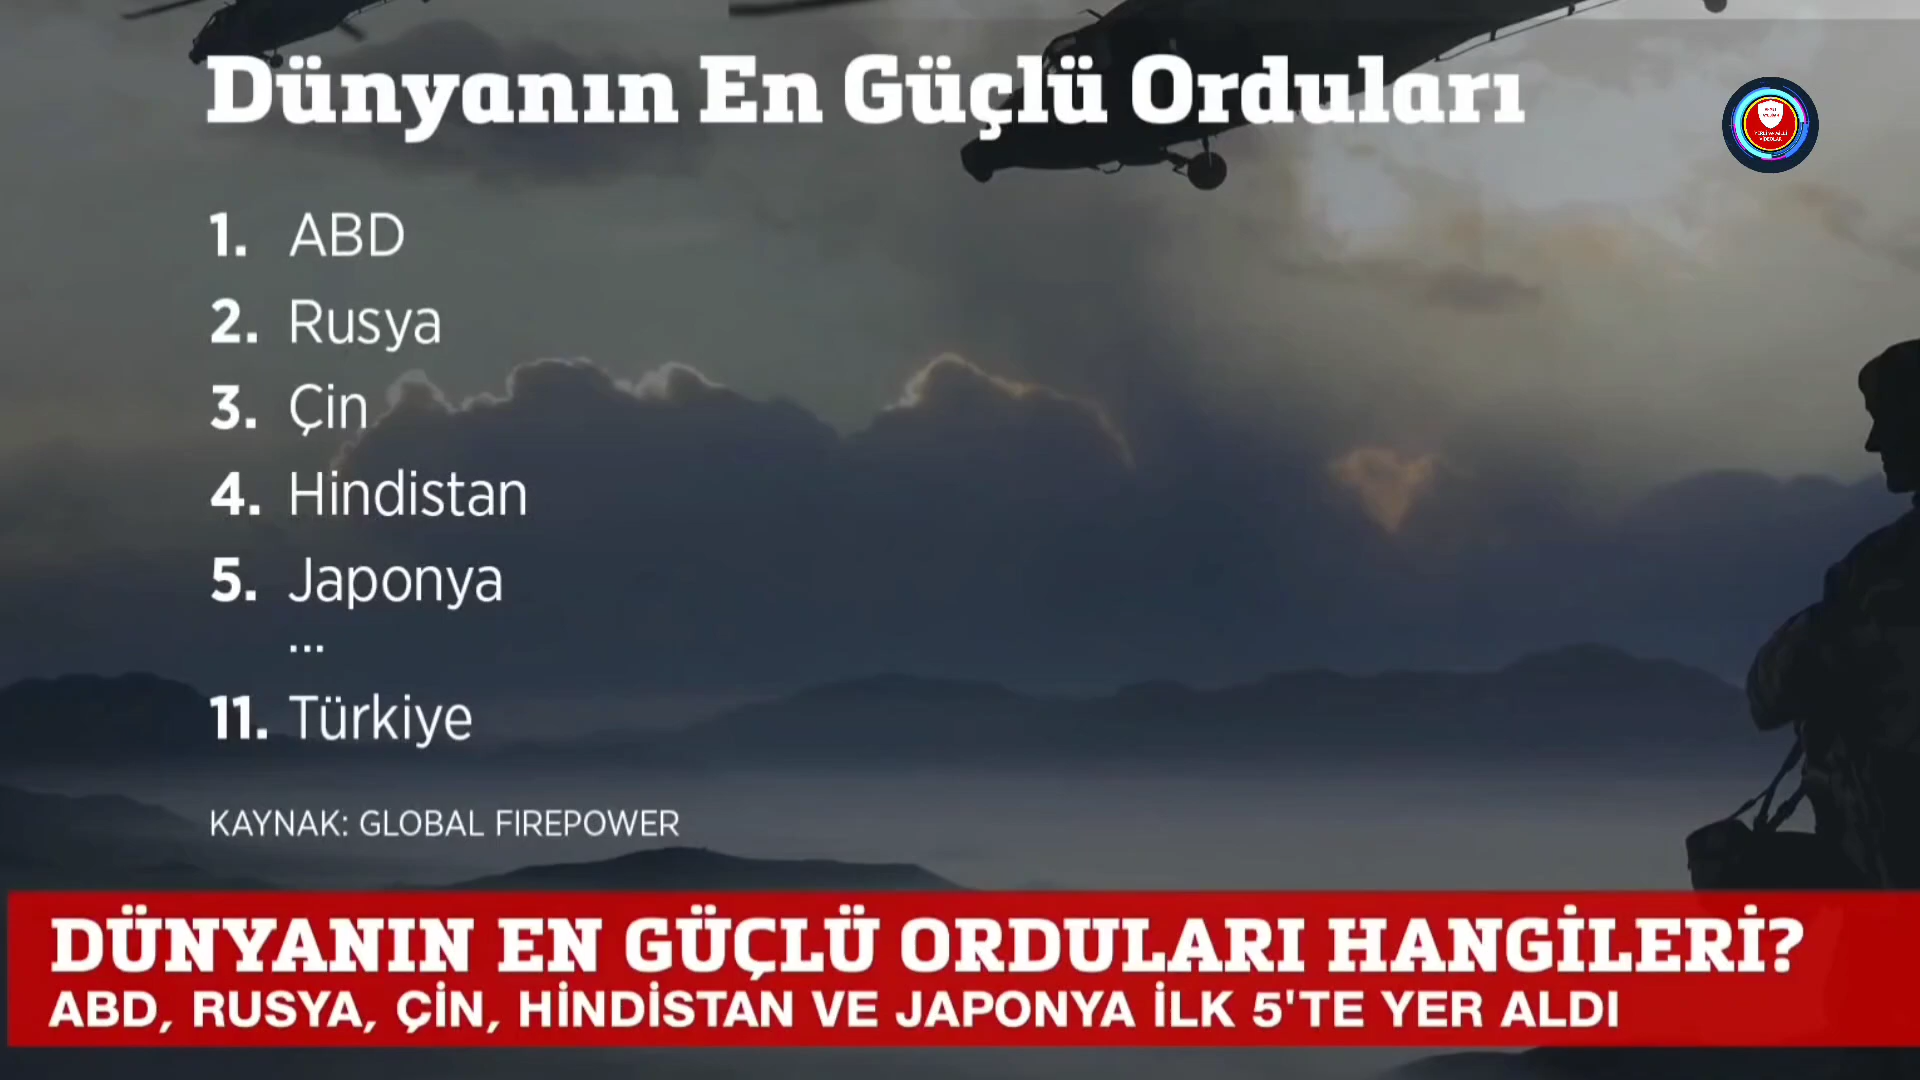 Dünyanın En Güçlü Orduları
1. ABD
2. Rusya
3. Çin
4. Hindistan
5. Japonya
...
11. Türkiye
KAYNAK: GLOBAL FIREPOWER
DÜNYANIN EN GÜÇLÜ ORDULARI HANGİLERİ?
ABD, RUSYA, ÇİN, HİNDİSTAN VE JAPONYA İLK 5'TE YER ALDI